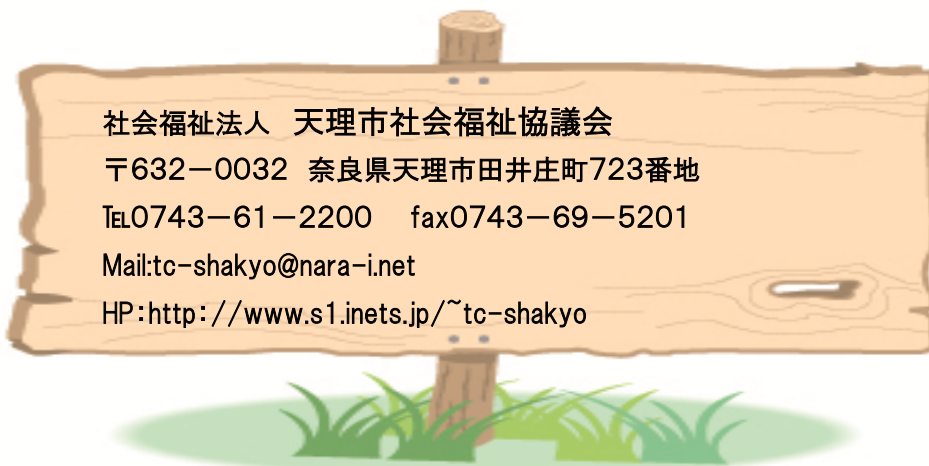 社会福祉法人　天理市社会福祉協議会
〒632－0032　奈良県天理市田井庄町723番地
℡0743－61－2200　fax0743－69－5201
Mail:tc-shakyo@nara-i.net
HP：http：//www.s1.inets.jp/~tc-shakyo